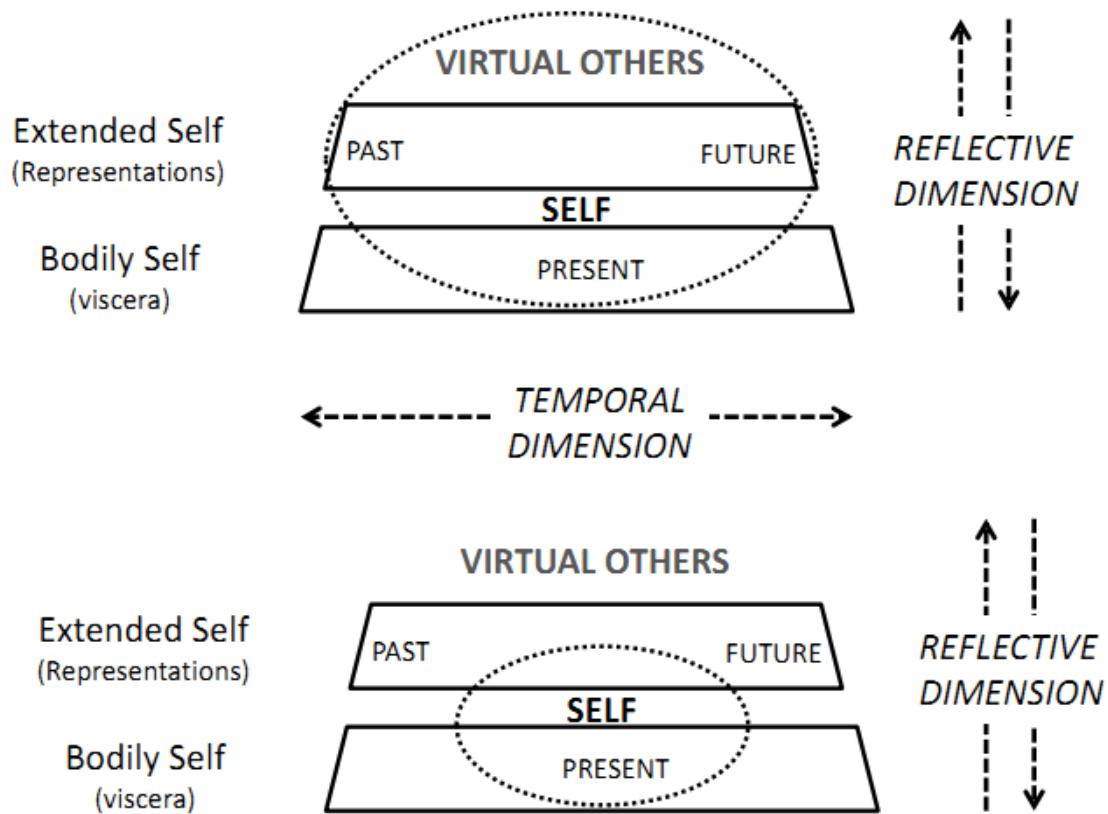 VIRTUAL OTHERS
Extended Self
(Representations)
PAST
FUTURE
REFLECTIVE
DIMENSION
SELF
Bodily Self
(viscera)
PRESENT
TEMPORAL
DIMENSION
VIRTUAL OTHERS
Extended Self
(Representations)
PAST
FUTURE
REFLECTIVE
DIMENSION
SELF
Bodily Self
(viscera)
PRESENT